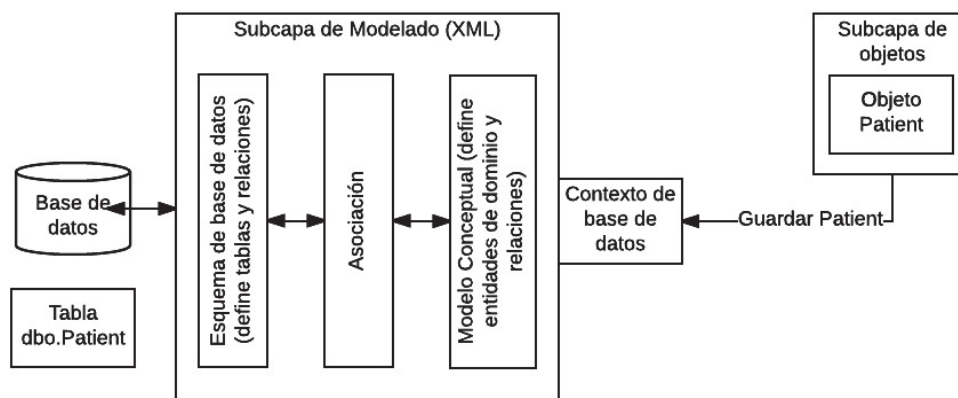 Subcapa de Modelado (XML)
Subcapa de
objetos
Objeto
Patient
Base de
datos
Tabla
dbo.Patient
Esquema de base de datos
(define tablas y relaciones)
Asociación
Modelo Conceptual (define
entidades de dominio y
relaciones)
Contexto de
base de
datos
Guardar Patient